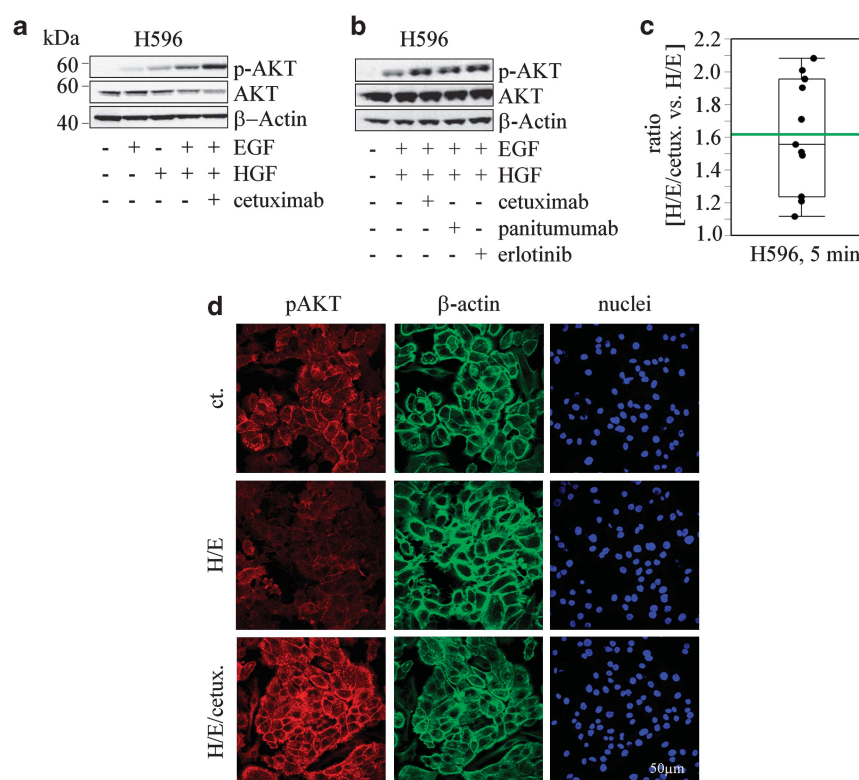 a
kDa
H596
60
p-AKT
60
AKT
40
β–Actin
- + - + + EGF
- - + + + HGF
- - - - + cetuximab
b
H596
p-AKT
AKT
β-Actin
- + + + + EGF
- + + + + HGF
- - + - - cetuximab
- - - + - panitumumab
- - - - + erlotinib
c
ratio
[H/E/cetux. vs. H/E]
2.2
2.0
1.8
1.6
1.4
1.2
1.0
H596, 5 min
d
pAKT β-actin nuclei
ct.
H/E
H/E/cetux.
50μm